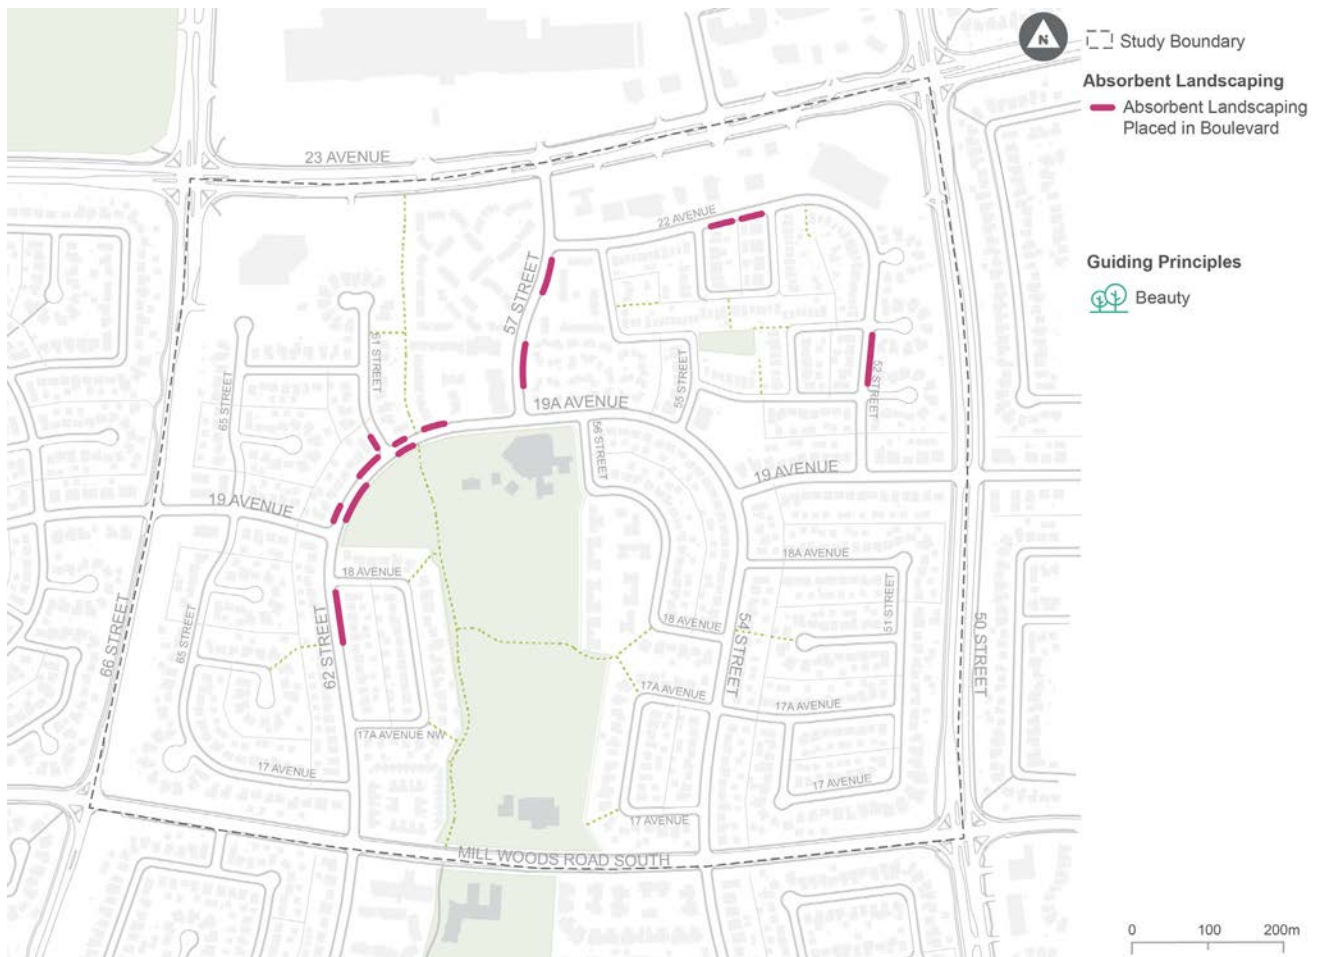 N
Study Boundary
Absorbent Landscaping
Absorbent Landscaping
Placed in Boulevard
Guiding Principles
Beauty
23 AVENUE
22 AVENUE
57 STREET
61 STREET
65 STREET
55 STREET
52 STREET
19A AVENUE
56 STREET
19 AVENUE
19 AVENUE
18A AVENUE
18 AVENUE
51 STREET
66 STREET
65 STREET
62 STREET
18 AVENUE
54 STREET
50 STREET
17A AVENUE
17A AVENUE
17A AVENUE NW
17 AVENUE
17 AVENUE
17 AVENUE
MILL WOODS ROAD SOUTH
0 100 200m